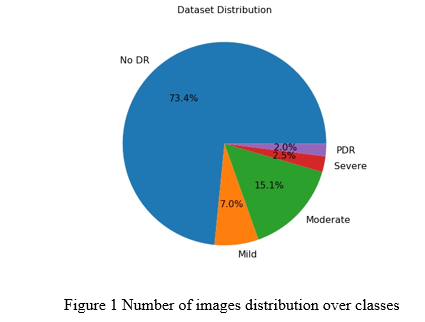 Dataset Distribution
No DR
73.4%
PDR
2.0%
2.5%
Severe
15.1%
7.0%
Moderate
Mild
Figure 1 Number of images distribution over classes